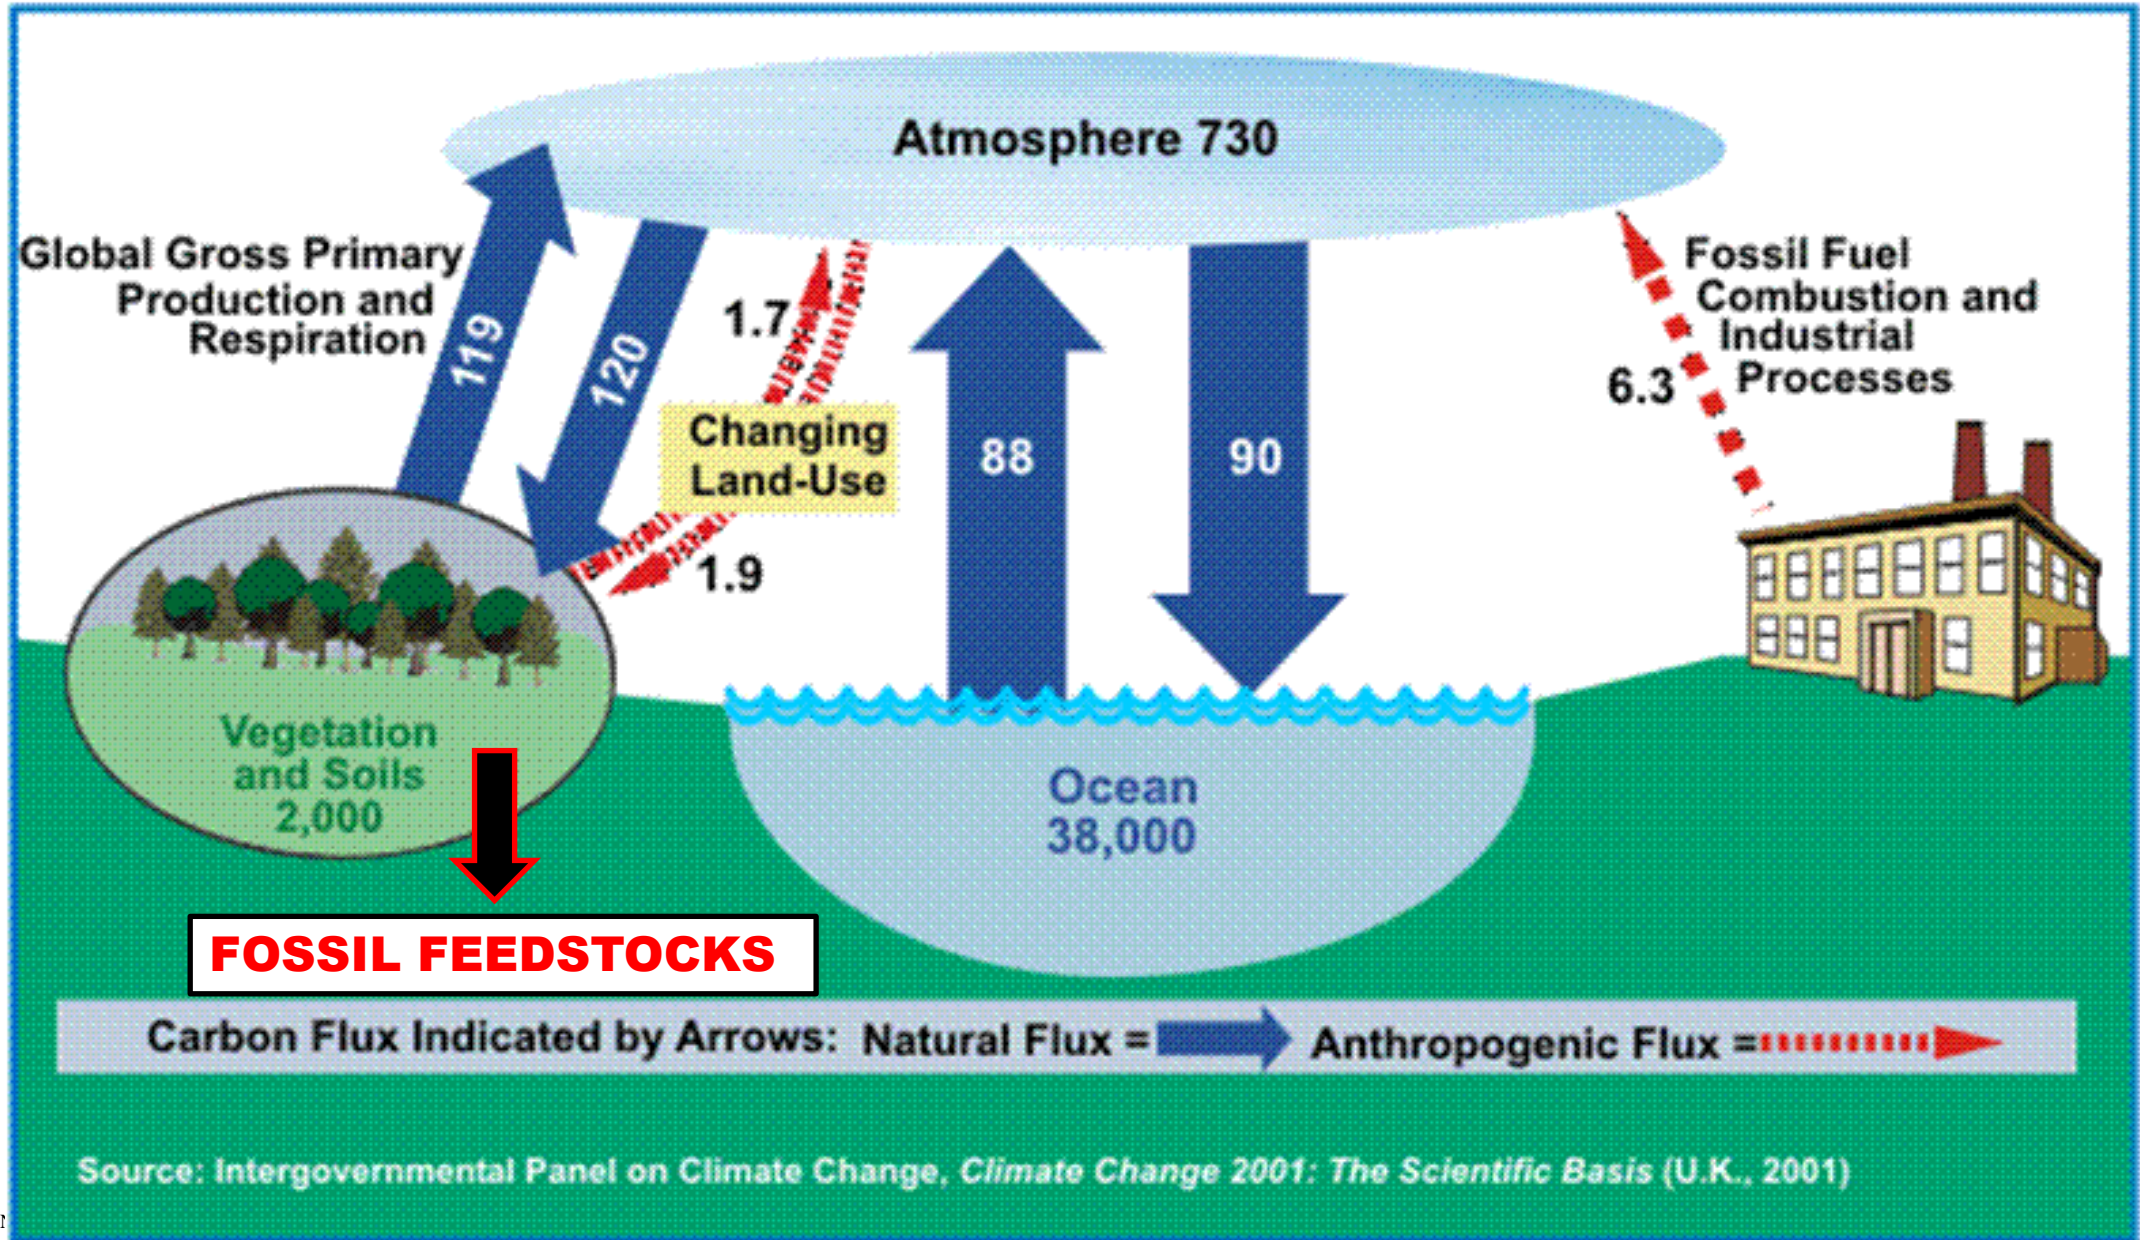 Atmosphere 730
Global Gross Primary
Production and
Respiration
119
120
1.7
Changing
Land-Use
1.9
88
90
Fossil Fuel
Combustion and
Industrial
Processes
6.3
Vegetation
and Soils
2,000
Ocean
38,000
FOSSIL FEEDSTOCKS
Carbon Flux Indicated by Arrows: Natural Flux = Anthropogenic Flux =
Source: Intergovernmental Panel on Climate Change, Climate Change 2001: The Scientific Basis (U.K., 2001)